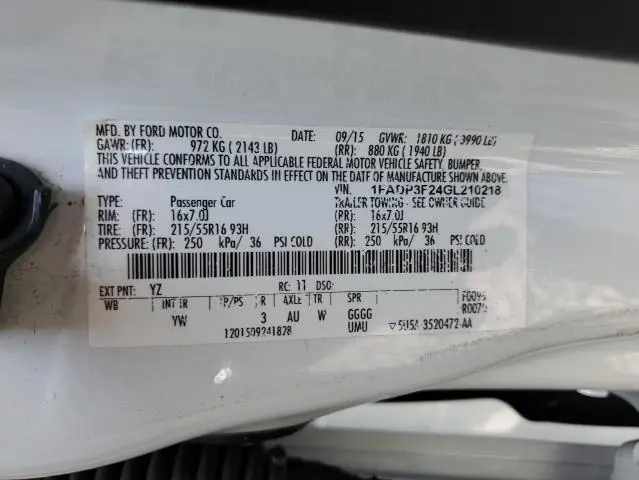 MFD. BY FORD MOTOR CO. DATE: 09/15 GVWR: 1810 KG ( 3990 LB)
GAWR:(FR): 972 KG ( 2143 LB) (RR): 880 KG ( 1940 LB)
THIS VEHICLE CONFORMS TO ALL APPLICABLE FEDERAL MOTOR VEHICLE SAFETY, BUMPER,
AND THEFT PREVENTION STANDARDS IN EFFECT ON THE DATE OF MANUFACTURE SHOWN ABOVE.
VIN: 1FADP3F24GL210218
TYPE: Passenger Car TRAILER TOWING - SEE OWNER GUIDE
RIM: (FR): 16x7.0J (RR): 16x7.0J
TIRE: (FR): 215/55R16 93H (RR): 215/55R16 93H
PRESSURE: (FR): 250 kPa/ 36 PSI COLD (RR): 250 kPa/ 36 PSI COLD
EXT PNT: YZ RC: 11 DSO:
WB INT TR TP/PS R AXLE TR SPR
YW 3 AU W GGGG
UMU
5U5A 3520472-AA